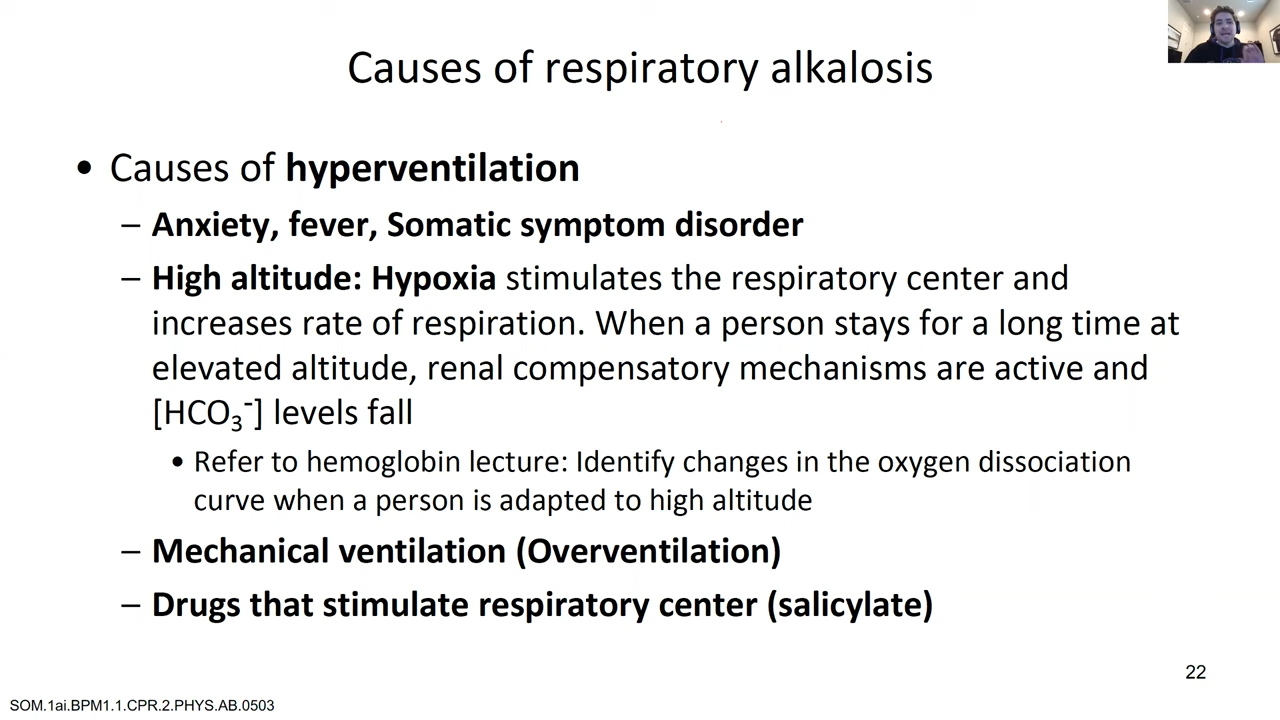 Causes of respiratory alkalosis
• Causes of hyperventilation
– Anxiety, fever, Somatic symptom disorder
– High altitude: Hypoxia stimulates the respiratory center and
increases rate of respiration. When a person stays for a long time at
elevated altitude, renal compensatory mechanisms are active and
[HCO₃⁻] levels fall
• Refer to hemoglobin lecture: Identify changes in the oxygen dissociation
curve when a person is adapted to high altitude
– Mechanical ventilation (Overventilation)
– Drugs that stimulate respiratory center (salicylate)
22
SOM.1ai.BPM1.1.CPR.2.PHYS.AB.0503